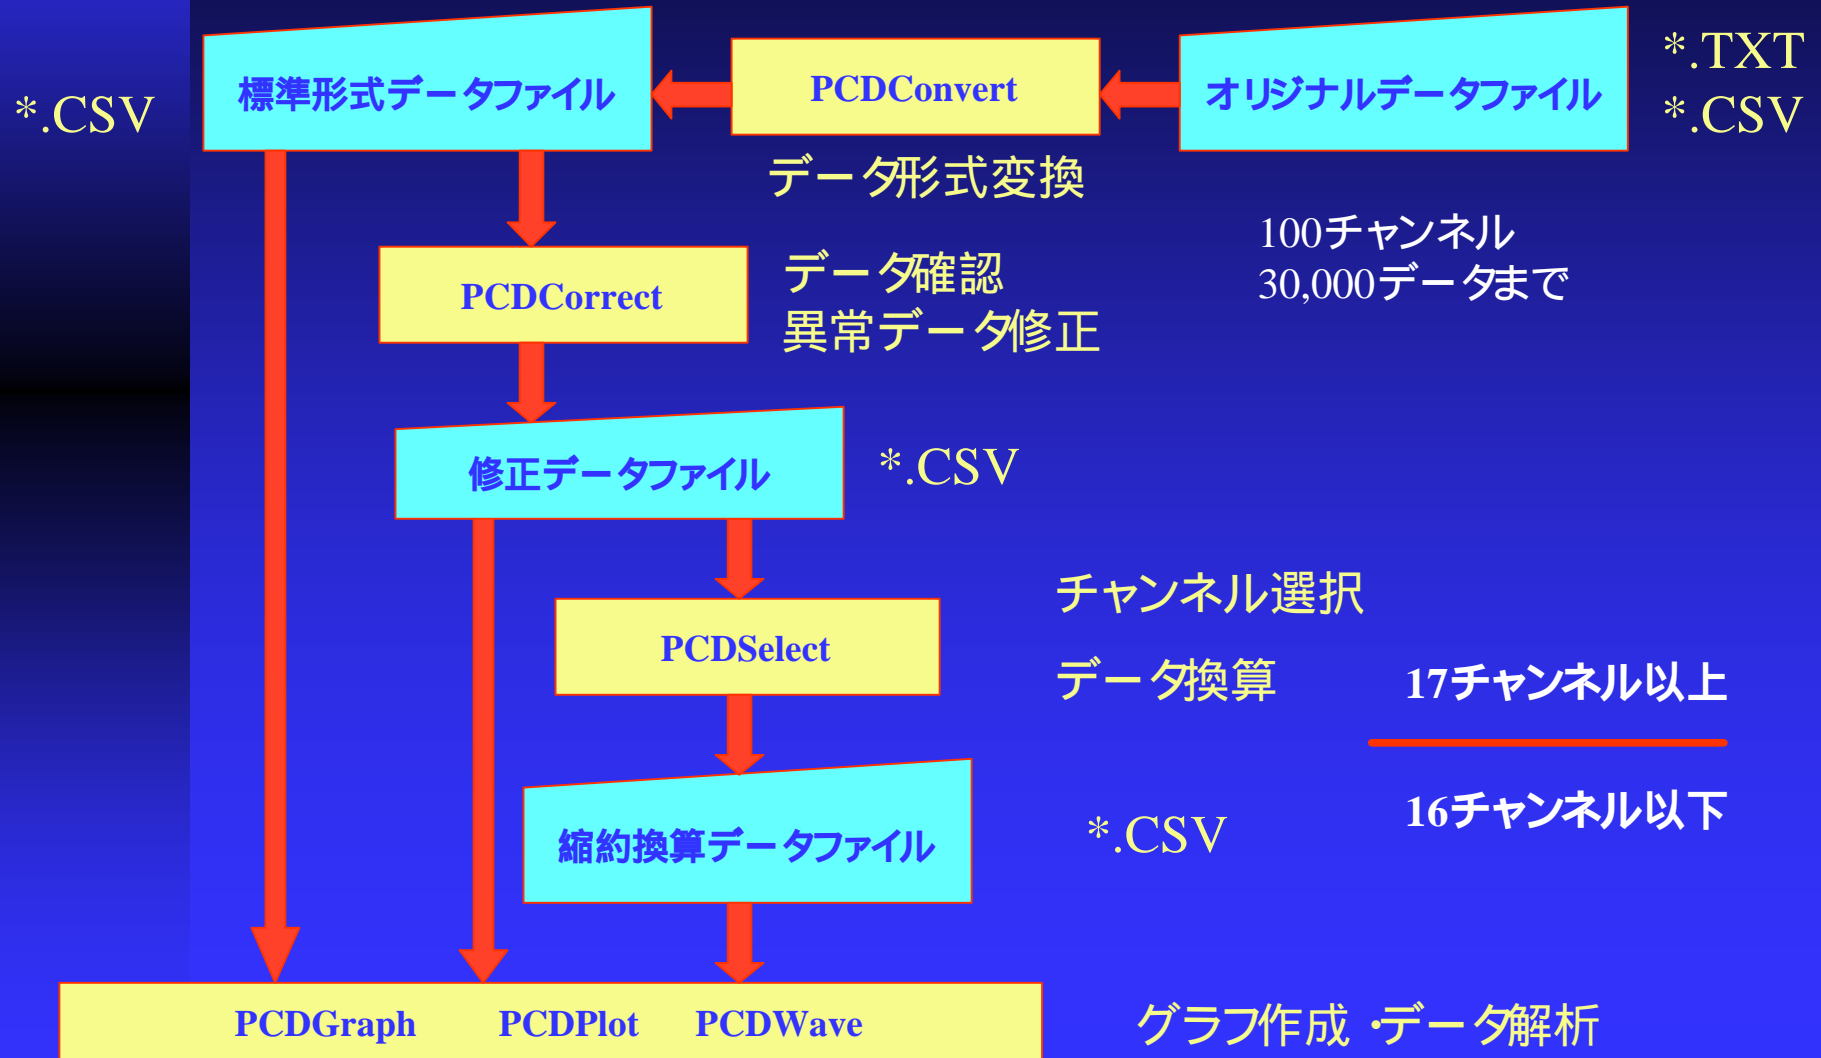 *.CSV
標準形式データファイル
PCDConvert
オリジナルデータファイル
*.TXT
*.CSV
データ形式変換
100チャンネル
30,000データまで
PCDCorrect
データ確認
異常データ修正
修正データファイル
*.CSV
チャンネル選択
PCDSelect
データ換算
17チャンネル以上
16チャンネル以下
縮約換算データファイル
*.CSV
PCDGraph PCDPlot PCDWave
グラフ作成・データ解析